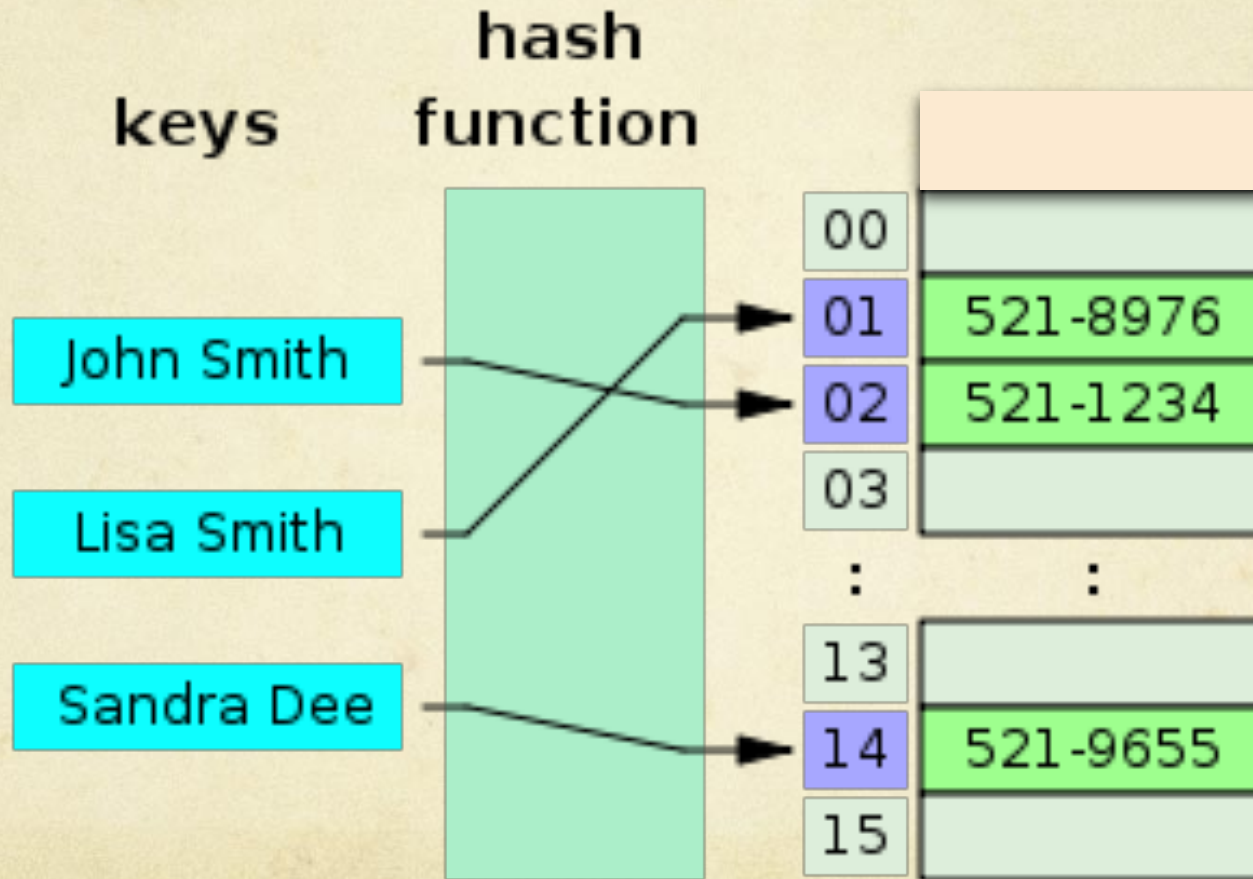 hash
function
keys
John Smith
Lisa Smith
Sandra Dee
00
01 521-8976
02 521-1234
03
: :
13
14 521-9655
15